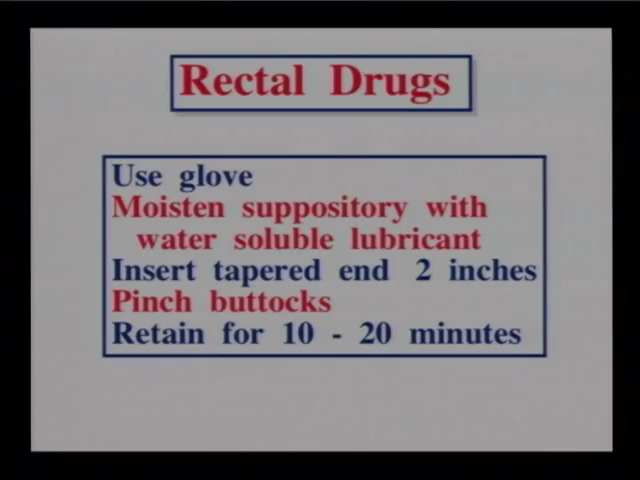 Rectal Drugs
Use glove
Moisten suppository with
water soluble lubricant
Insert tapered end 2 inches
Pinch buttocks
Retain for 10 - 20 minutes